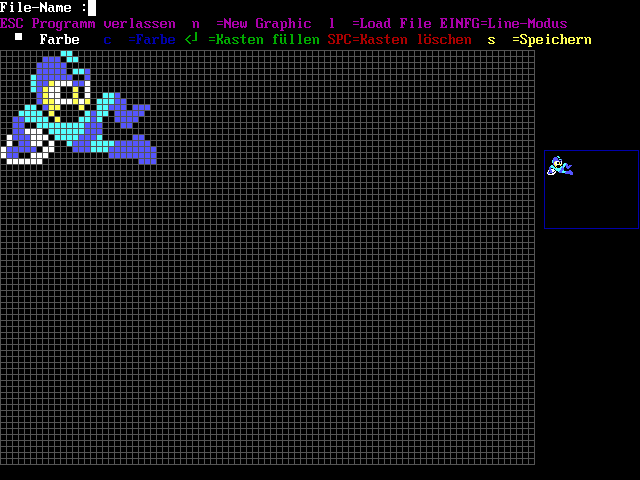 File-Name :
ESC Programm verlassen n =New Graphic l =Load File EINFG=Line-Modus
Farbe c =Farbe <┘ =Kasten füllen SPC=Kasten löschen s =Speichern